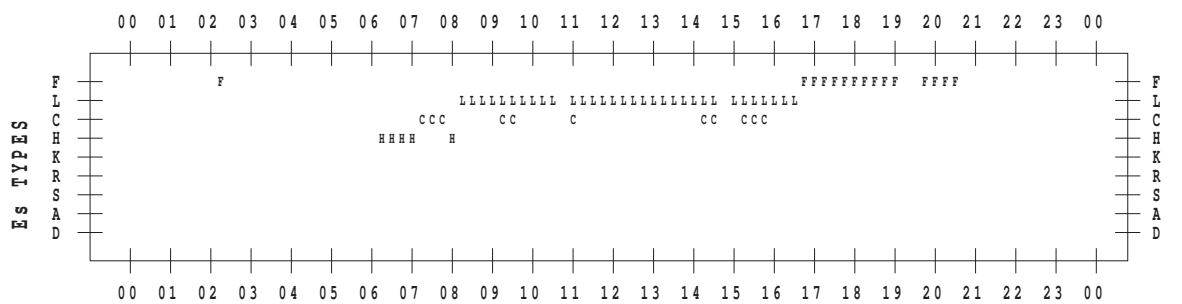 00 01 02 03 04 05 06 07 08 09 10 11 12 13 14 15 16 17 18 19 20 21 22 23 00
F F FFFFFFFFFF FFFF F
L LLLLLLLLLL LLLLLLLLLLLLLLL LLLLLLL L
C CCC CC C CC CCC C
H HHHH H H
K K
R R
S S
A A
D D
Es TYPES
00 01 02 03 04 05 06 07 08 09 10 11 12 13 14 15 16 17 18 19 20 21 22 23 00